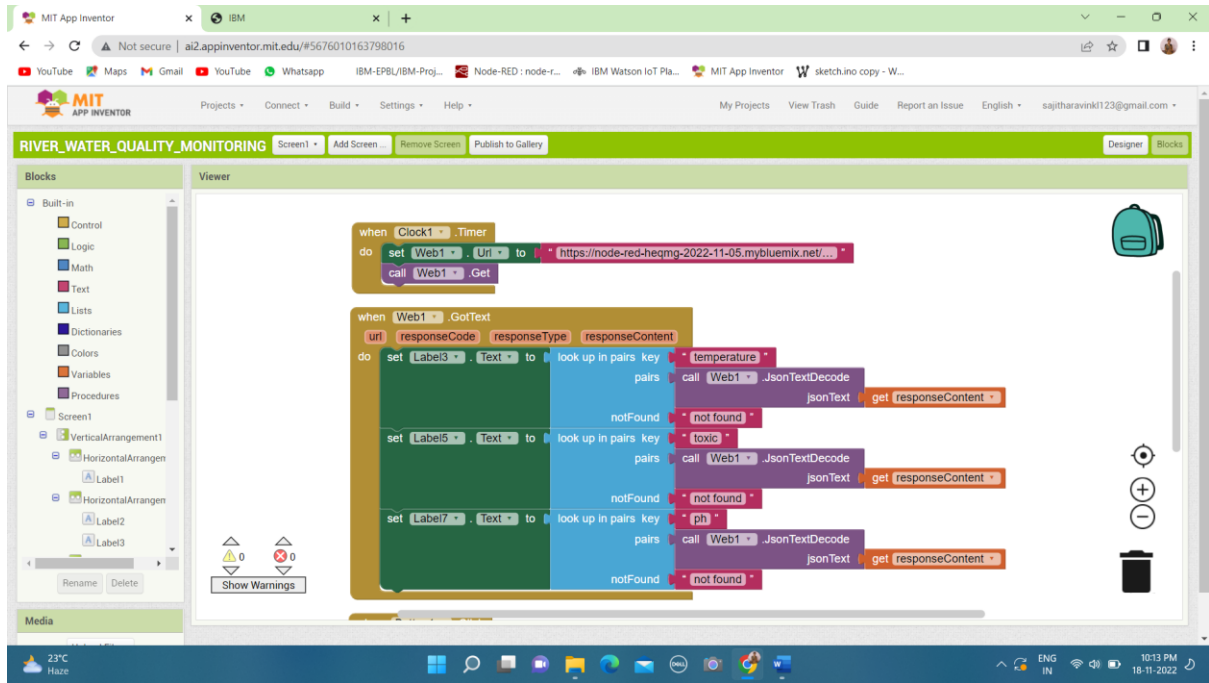 MIT App Inventor
IBM
Not secure | ai2.appinventor.mit.edu/#5676010163798016
YouTube Maps Gmail YouTube Whatsapp IBM-EPBL/IBM-Proj... Node-RED : node-r... IBM Watson IoT Pla... MIT App Inventor sketch.ino copy - W...
MIT
APP INVENTOR
Projects Connect Build Settings Help My Projects View Trash Guide Report an Issue English sajitharavinkl123@gmail.com
RIVER_WATER_QUALITY_MONITORING Screen1 Add Screen ... Remove Screen Publish to Gallery Designer Blocks
Blocks
Viewer
Built-in
Control
Logic
Math
Text
Lists
Dictionaries
Colors
Variables
Procedures
Screen1
VerticalArrangement1
HorizontalArrangen
Label1
HorizontalArrangen
Label2
Label3
Rename Delete
Media
when Clock1 .Timer
do set Web1 . Url to " https://node-red-heqmg-2022-11-05.mybluemix.net/... "
call Web1 .Get
when Web1 .GotText
url responseCode responseType responseContent
do set Label3 . Text to look up in pairs key " temperature "
pairs call Web1 .JsonTextDecode
jsonText get responseContent
notFound " not found "
set Label5 . Text to look up in pairs key " toxic "
pairs call Web1 .JsonTextDecode
jsonText get responseContent
notFound " not found "
set Label7 . Text to look up in pairs key " ph "
pairs call Web1 .JsonTextDecode
jsonText get responseContent
notFound " not found "
0 0
Show Warnings
23°C
Haze
ENG
IN
10:13 PM
18-11-2022